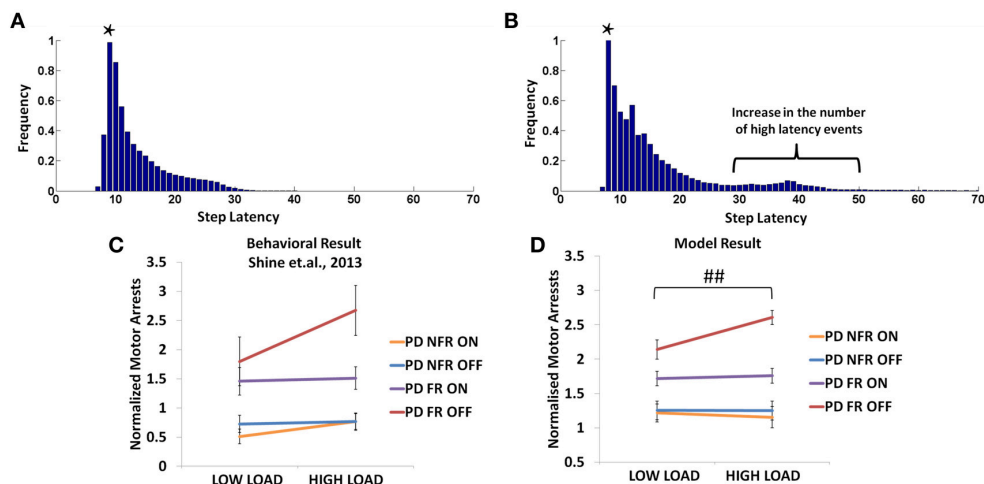 A
B
*
*
Frequency
1
0.8
0.6
0.4
0.2
0
0
10
20
30
40
50
60
70
Step Latency
Frequency
1
0.8
0.6
0.4
0.2
0
0
10
20
30
40
50
60
70
Step Latency
Increase in the number
of high latency events
C
Behavioral Result
Shine et.al., 2013
Normalized Motor Arrests
3.5
3
2.5
2
1.5
1
0.5
0
LOW LOAD
HIGH LOAD
PD NFR ON
PD NFR OFF
PD FR ON
PD FR OFF
D
Model Result
##
Normalised Motor Arressts
3.5
3
2.5
2
1.5
1
0.5
LOW LOAD
HIGH LOAD
PD NFR ON
PD NFR OFF
PD FR ON
PD FR OFF